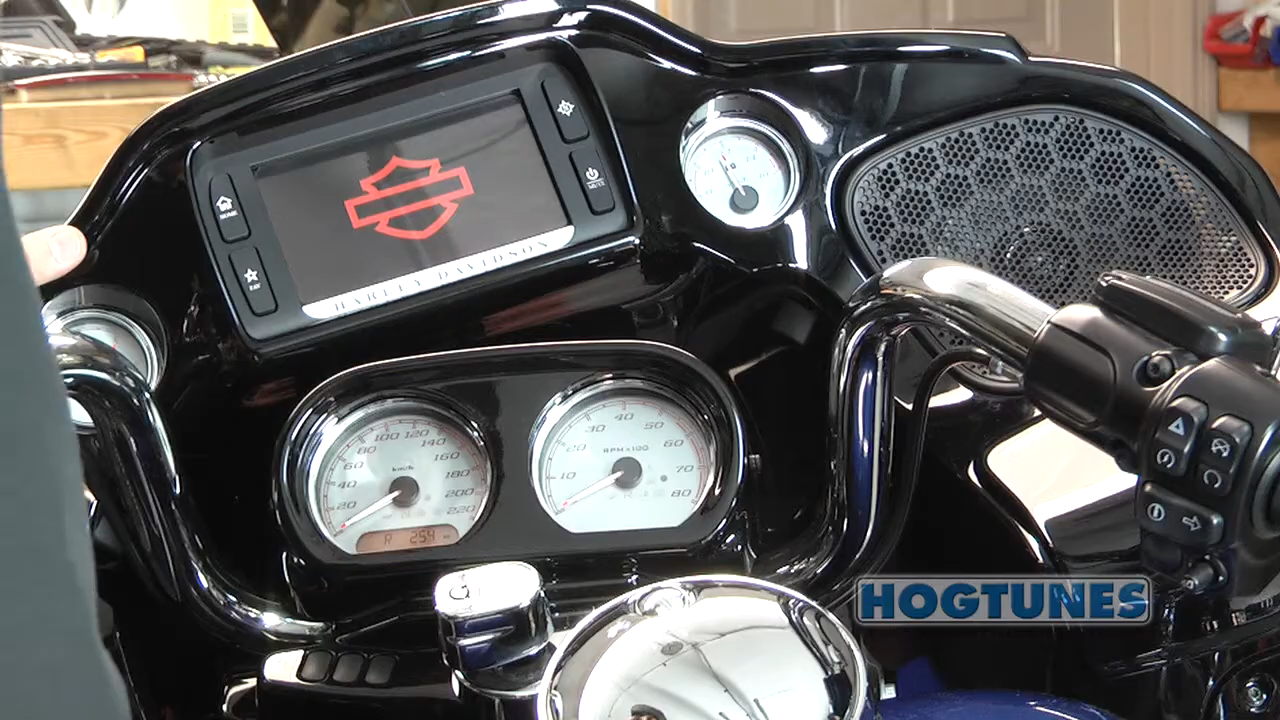 HOME
FAV
MUTE
HARLEY-DAVIDSON
20 40 60 80 100 120 140 160 180 200 220
km/h
R 254
10 20 30 40 50 60 70 80
RPM x100
HOGTUNES